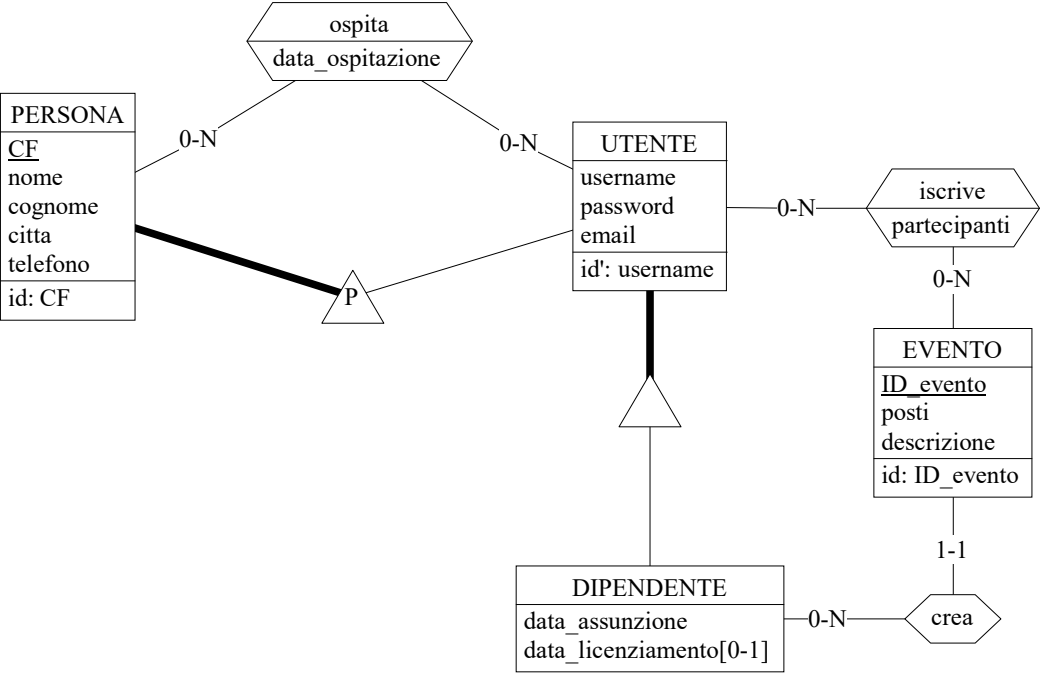 ospita
data_ospitazione
PERSONA
CF
nome
cognome
citta
telefono
id: CF
0-N
0-N
UTENTE
username
password
email
id': username
0-N
iscrive
partecipanti
0-N
P
EVENTO
ID_evento
posti
descrizione
id: ID_evento
1-1
DIPENDENTE
data_assunzione
data_licenziamento[0-1]
0-N
crea